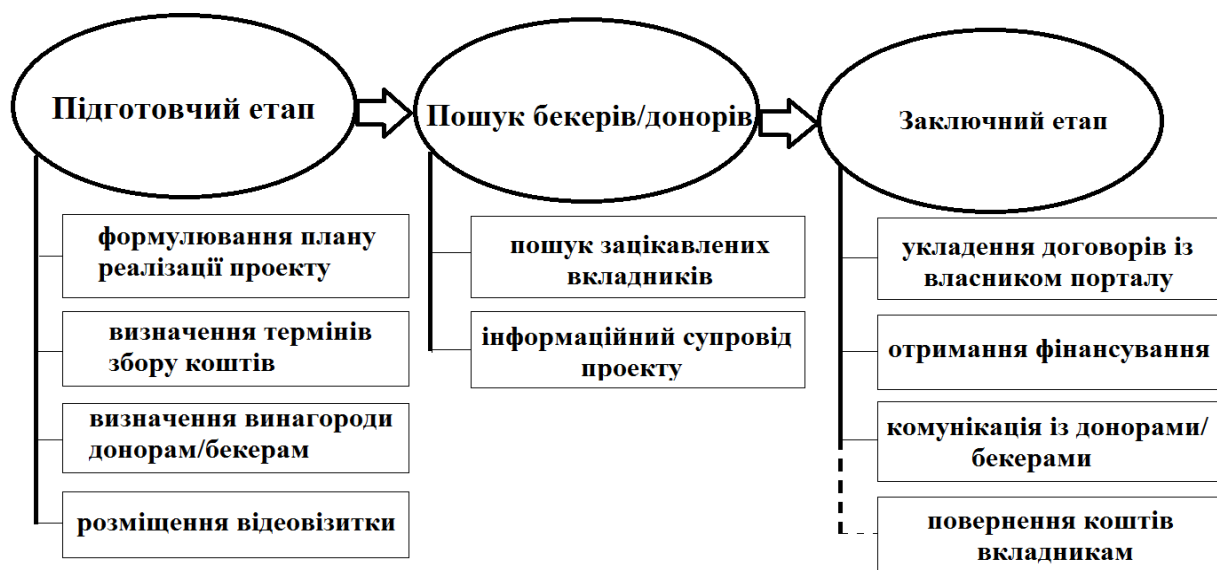 Підготовчий етап
Пошук бекерів/донорів
Заключний етап
формулювання плану
реалізації проекту
визначення термінів
збору коштів
визначення винагороди
донорам/бекерам
розміщення відеовізитки
пошук зацікавлених
вкладників
інформаційний супровід
проекту
укладення договорів із
власником порталу
отримання фінансування
комунікація із донорами/
бекерами
повернення коштів
вкладникам